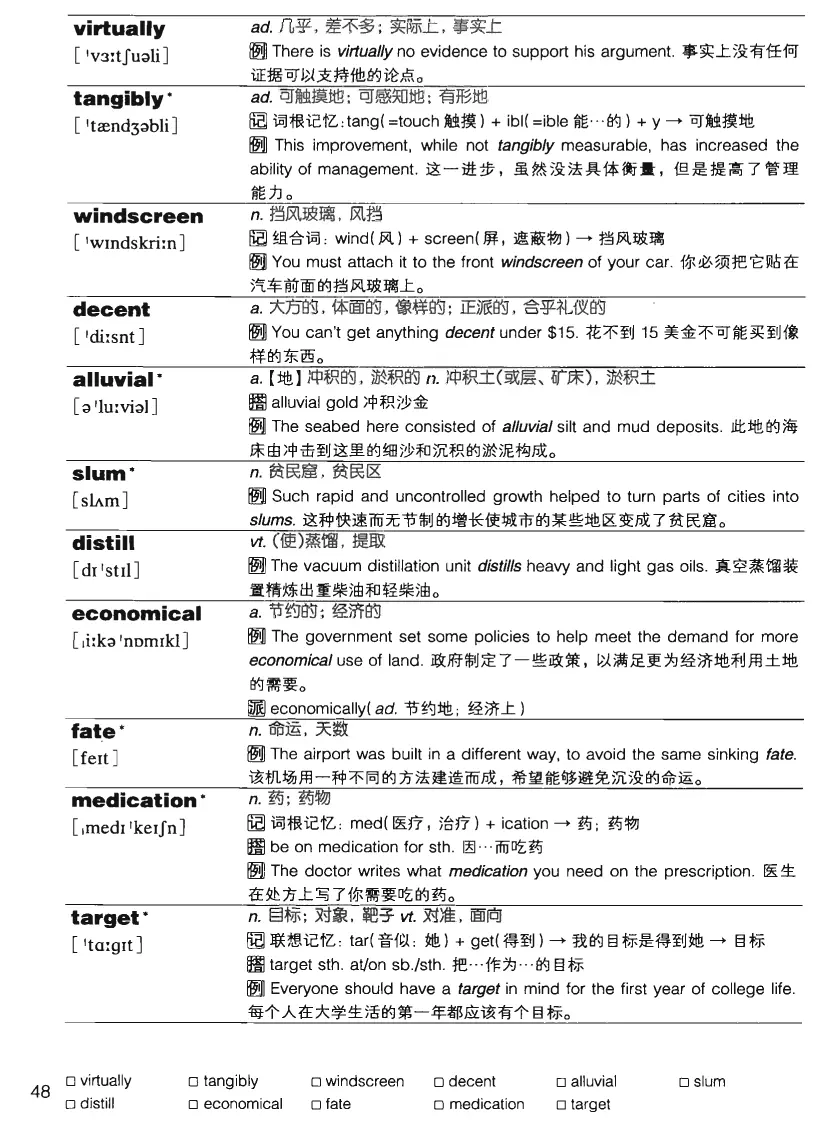 virtually ad. 几乎, 差不多; 实际上, 事实上
[ ˈvɜːtʃuəli ] 例 There is virtually no evidence to support his argument. 事实上没有任何
证据可以支持他的论点。
tangibly* ad. 可触摸地; 可感知地; 有形地
[ ˈtændʒəbli ] 记 词根记忆:tang( =touch 触摸 ) + ibl( =ible 能…的 ) + y → 可触摸地
例 This improvement, while not tangibly measurable, has increased the
ability of management. 这一进步, 虽然没法具体衡量, 但是提高了管理
能力。
windscreen n. 挡风玻璃, 风挡
[ ˈwɪndskriːn ] 记 组合词: wind( 风 ) + screen( 屏, 遮蔽物 ) → 挡风玻璃
例 You must attach it to the front windscreen of your car. 你必须把它贴在
汽车前面的挡风玻璃上。
decent a. 大方的, 体面的, 像样的; 正派的, 合乎礼仪的
[ ˈdiːsnt ] 例 You can't get anything decent under $15. 花不到 15 美金不可能买到像
样的东西。
alluvial* a. [ 地 ] 冲积的, 淤积的 n. 冲积土(或层、矿床), 淤积土
[ əˈluːviəl ] 搭 alluvial gold 冲积沙金
例 The seabed here consisted of alluvial silt and mud deposits. 此地的海
床由冲击到这里的细沙和沉积的淤泥构成。
slum* n. 贫民窟, 贫民区
[ slʌm ] 例 Such rapid and uncontrolled growth helped to turn parts of cities into
slums. 这种快速而无节制的增长使城市的某些地区变成了贫民窟。
distill vt. (使)蒸馏, 提取
[ dɪˈstɪl ] 例 The vacuum distillation unit distills heavy and light gas oils. 真空蒸馏装
置精炼出重柴油和轻柴油。
economical a. 节约的; 经济的
[ ˌiːkəˈnɒmɪkl ] 例 The government set some policies to help meet the demand for more
economical use of land. 政府制定了一些政策, 以满足更为经济地利用土地
的需要。
派 economically( ad. 节约地; 经济上 )
fate* n. 命运, 天数
[ feɪt ] 例 The airport was built in a different way, to avoid the same sinking fate.
该机场用一种不同的方法建造而成, 希望能够避免沉没的命运。
medication* n. 药; 药物
[ ˌmedɪˈkeɪʃn ] 记 词根记忆: med( 医疗, 治疗 ) + ication → 药; 药物
搭 be on medication for sth. 因…而吃药
例 The doctor writes what medication you need on the prescription. 医生
在处方上写了你需要吃的药。
target* n. 目标; 对象, 靶子 vt. 对准, 面向
[ ˈtɑːɡɪt ] 记 联想记忆: tar( 音似: 她 ) + get( 得到 ) → 我的目标是得到她 → 目标
搭 target sth. at/on sb./sth. 把…作为…的目标
例 Everyone should have a target in mind for the first year of college life.
每个人在大学生活的第一年都应该有个目标。
48 □ virtually □ tangibly □ windscreen □ decent □ alluvial □ slum
□ distill □ economical □ fate □ medication □ target